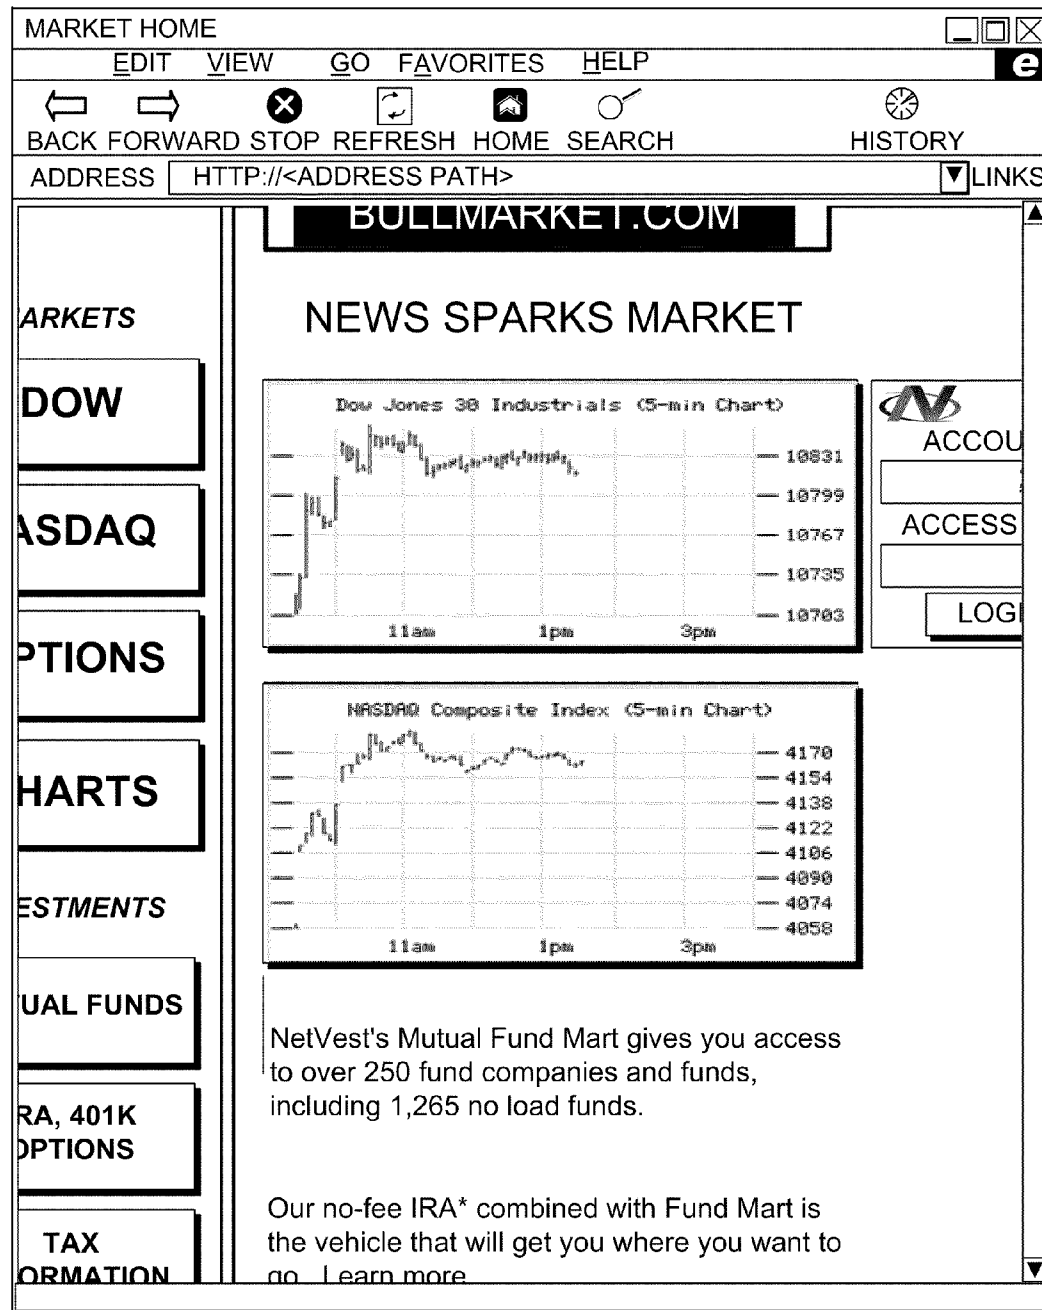 MARKET HOME
EDIT VIEW GO FAVORITES HELP
e
BACK FORWARD STOP REFRESH HOME SEARCH HISTORY
ADDRESS HTTP://<ADDRESS PATH> LINKS
BULLMARKET.COM
ARKETS
NEWS SPARKS MARKET
DOW
ASDAQ
PTIONS
HARTS
ESTMENTS
UAL FUNDS
RA, 401K
OPTIONS
TAX
ORMATION
Dow Jones 30 Industrials (5-min Chart)
10831
10799
10767
10735
10703
11am 1pm 3pm
NASDAQ Composite Index (5-min Chart)
4170
4154
4138
4122
4106
4090
4074
4058
11am 1pm 3pm
NetVest's Mutual Fund Mart gives you access
to over 250 fund companies and funds,
including 1,265 no load funds.
Our no-fee IRA* combined with Fund Mart is
the vehicle that will get you where you want to
go. Learn more
N
ACCOU
ACCESS
LOGI